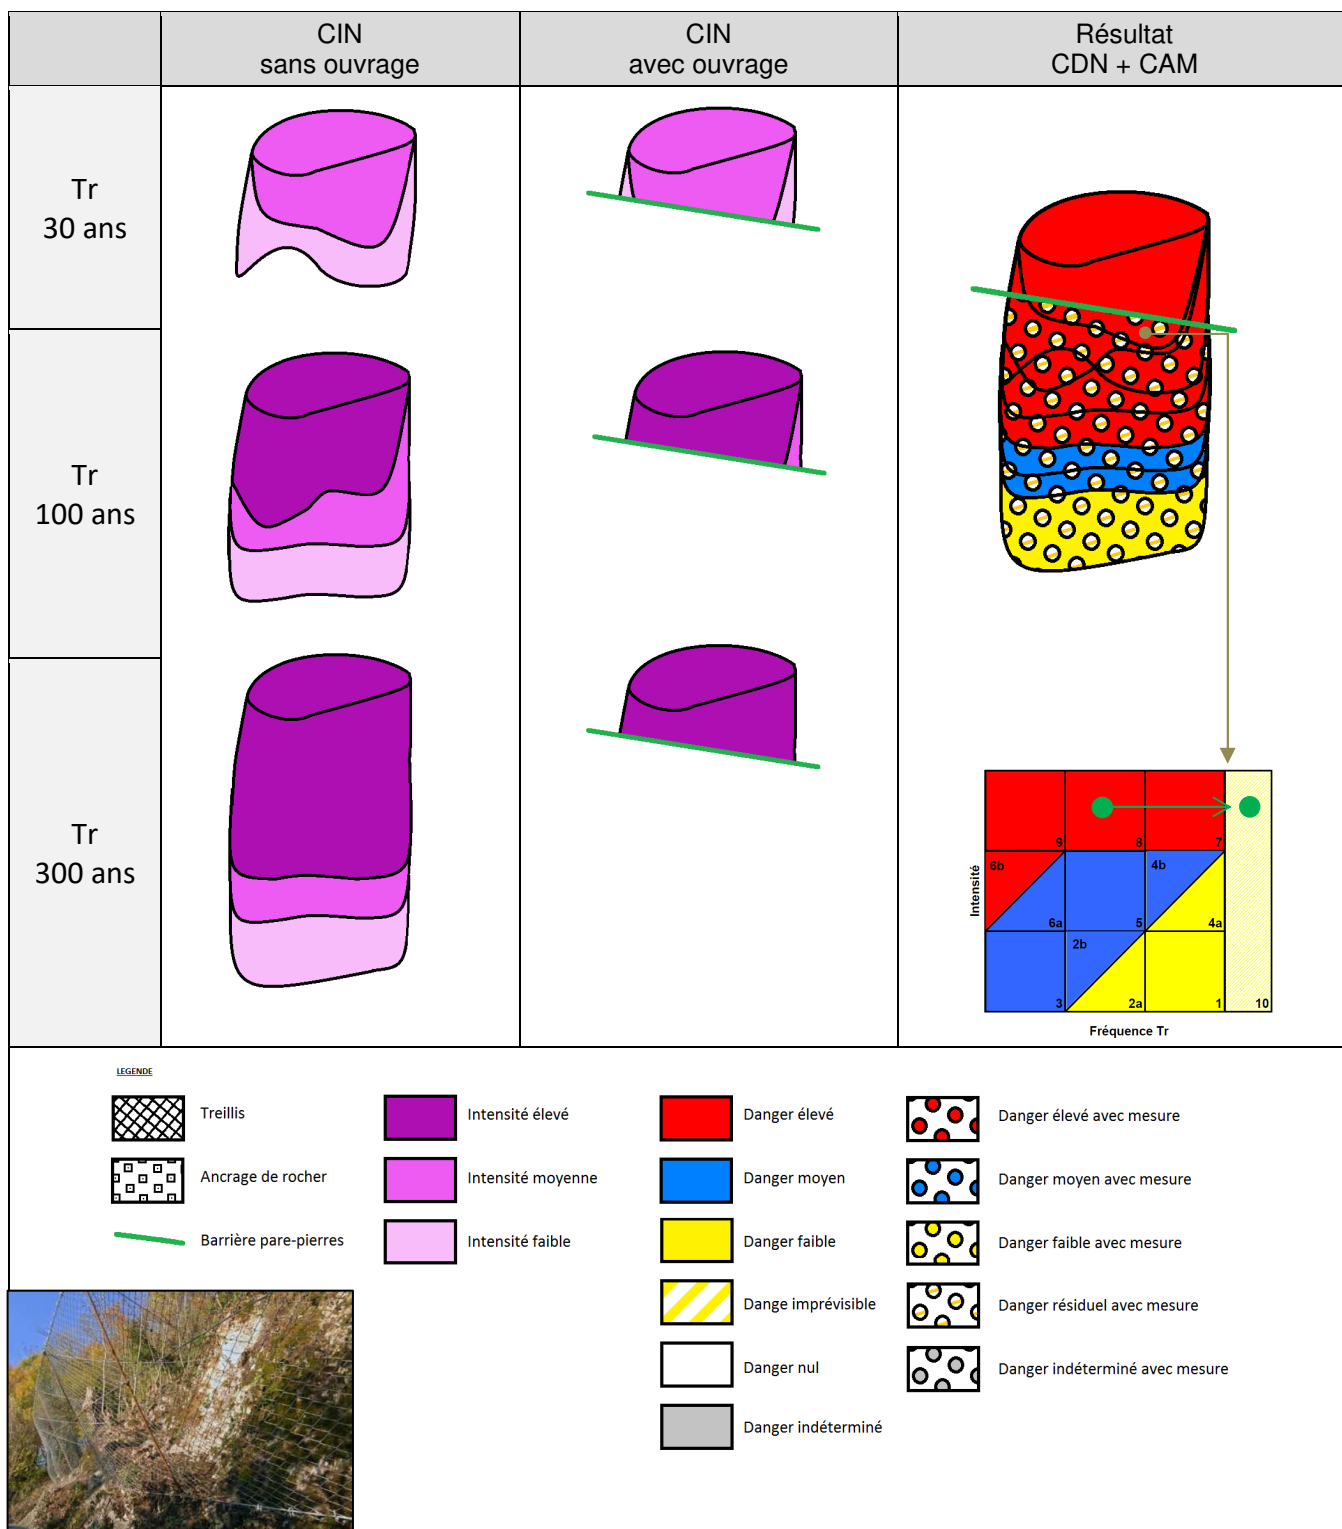 CIN
sans ouvrage
CIN
avec ouvrage
Résultat
CDN + CAM
Tr
30 ans
Tr
100 ans
Tr
300 ans
9
8
7
6b
4b
6a
5
4a
2b
3
2a
1
10
Intensité
Fréquence Tr
LEGENDE
Treillis
Ancrage de rocher
Barrière pare-pierres
Intensité élevé
Intensité moyenne
Intensité faible
Danger élevé
Danger moyen
Danger faible
Dange imprévisible
Danger nul
Danger indéterminé
Danger élevé avec mesure
Danger moyen avec mesure
Danger faible avec mesure
Danger résiduel avec mesure
Danger indéterminé avec mesure